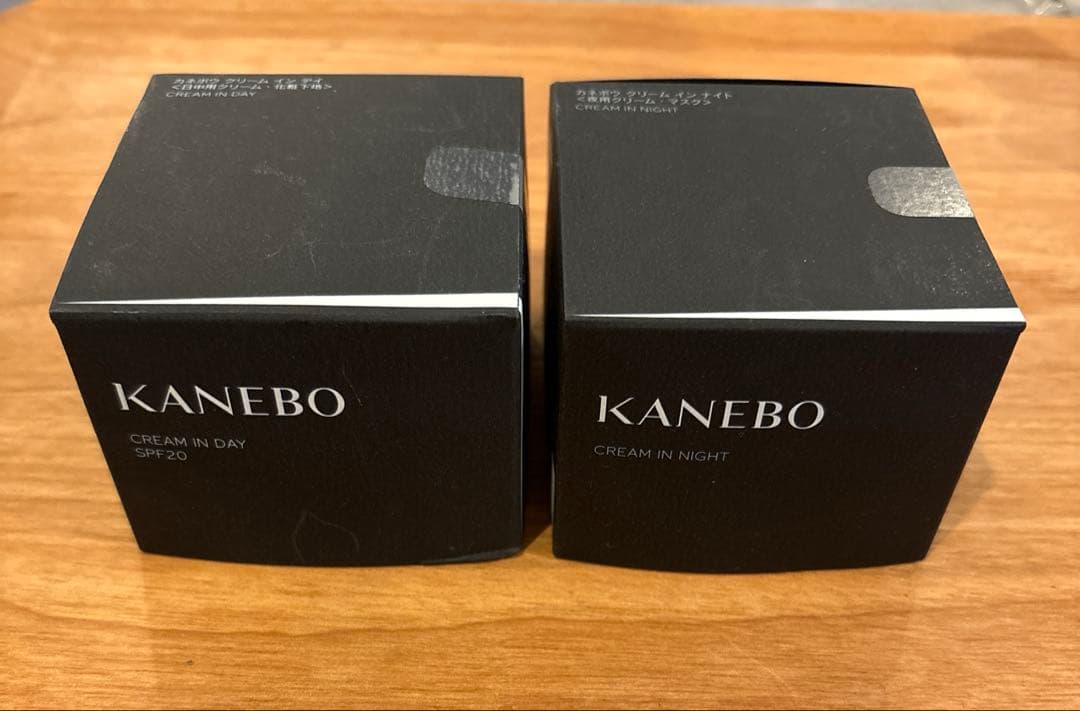 カネボウ クリーム イン デイ
<日中用クリーム・化粧下地>
CREAM IN DAY
KANEBO
CREAM IN DAY
SPF20
カネボウ クリーム イン ナイト
<夜用クリーム・マスク>
CREAM IN NIGHT
KANEBO
CREAM IN NIGHT